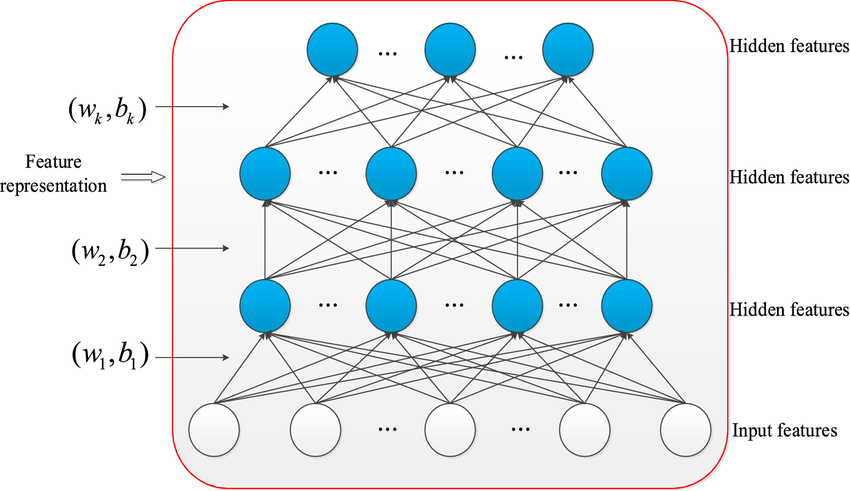 ... ... Hidden features
(w_k, b_k)
Feature
representation
... ... ... Hidden features
(w_2, b_2)
... ... ... Hidden features
(w_1, b_1)
... ... Input features